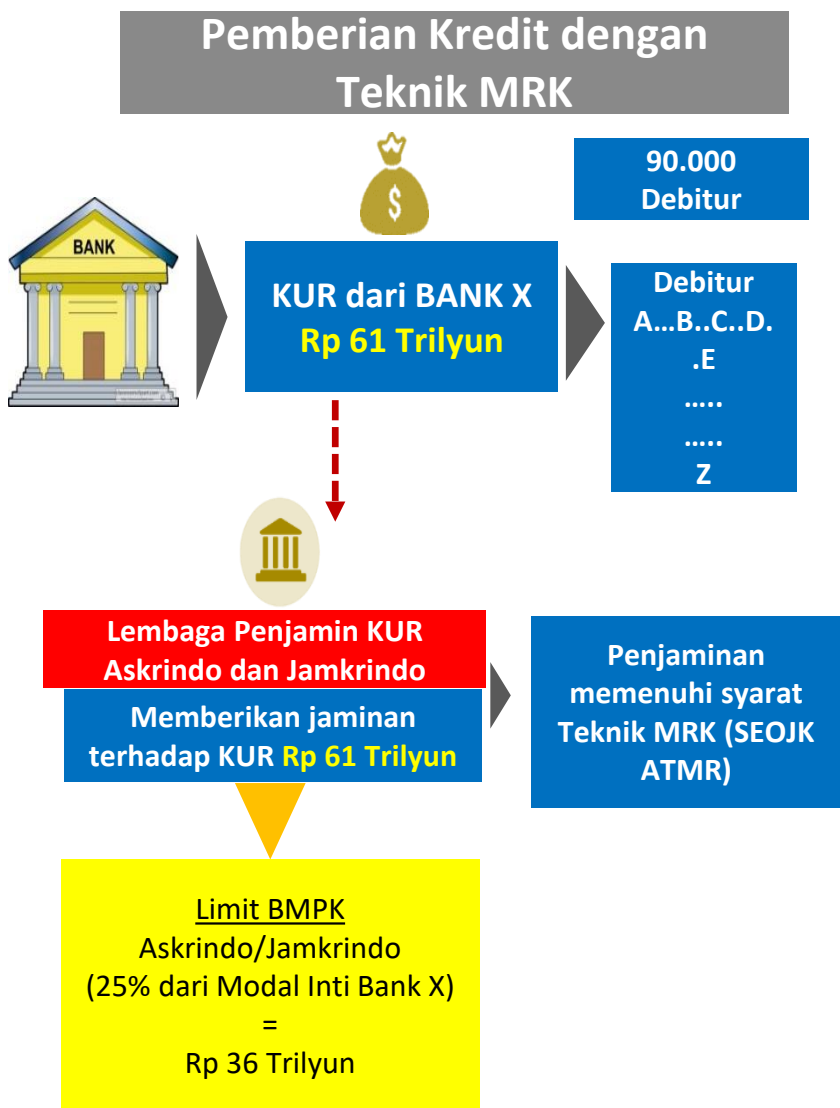 Pemberian Kredit dengan
Teknik MRK
90.000
Debitur
BANK
$
KUR dari BANK X
Rp 61 Trilyun
Debitur
A...B..C..D.
.E
.....
.....
Z
Lembaga Penjamin KUR
Askrindo dan Jamkrindo
Memberikan jaminan
terhadap KUR Rp 61 Trilyun
Penjaminan
memenuhi syarat
Teknik MRK (SEOJK
ATMR)
Limit BMPK
Askrindo/Jamkrindo
(25% dari Modal Inti Bank X)
=
Rp 36 Trilyun